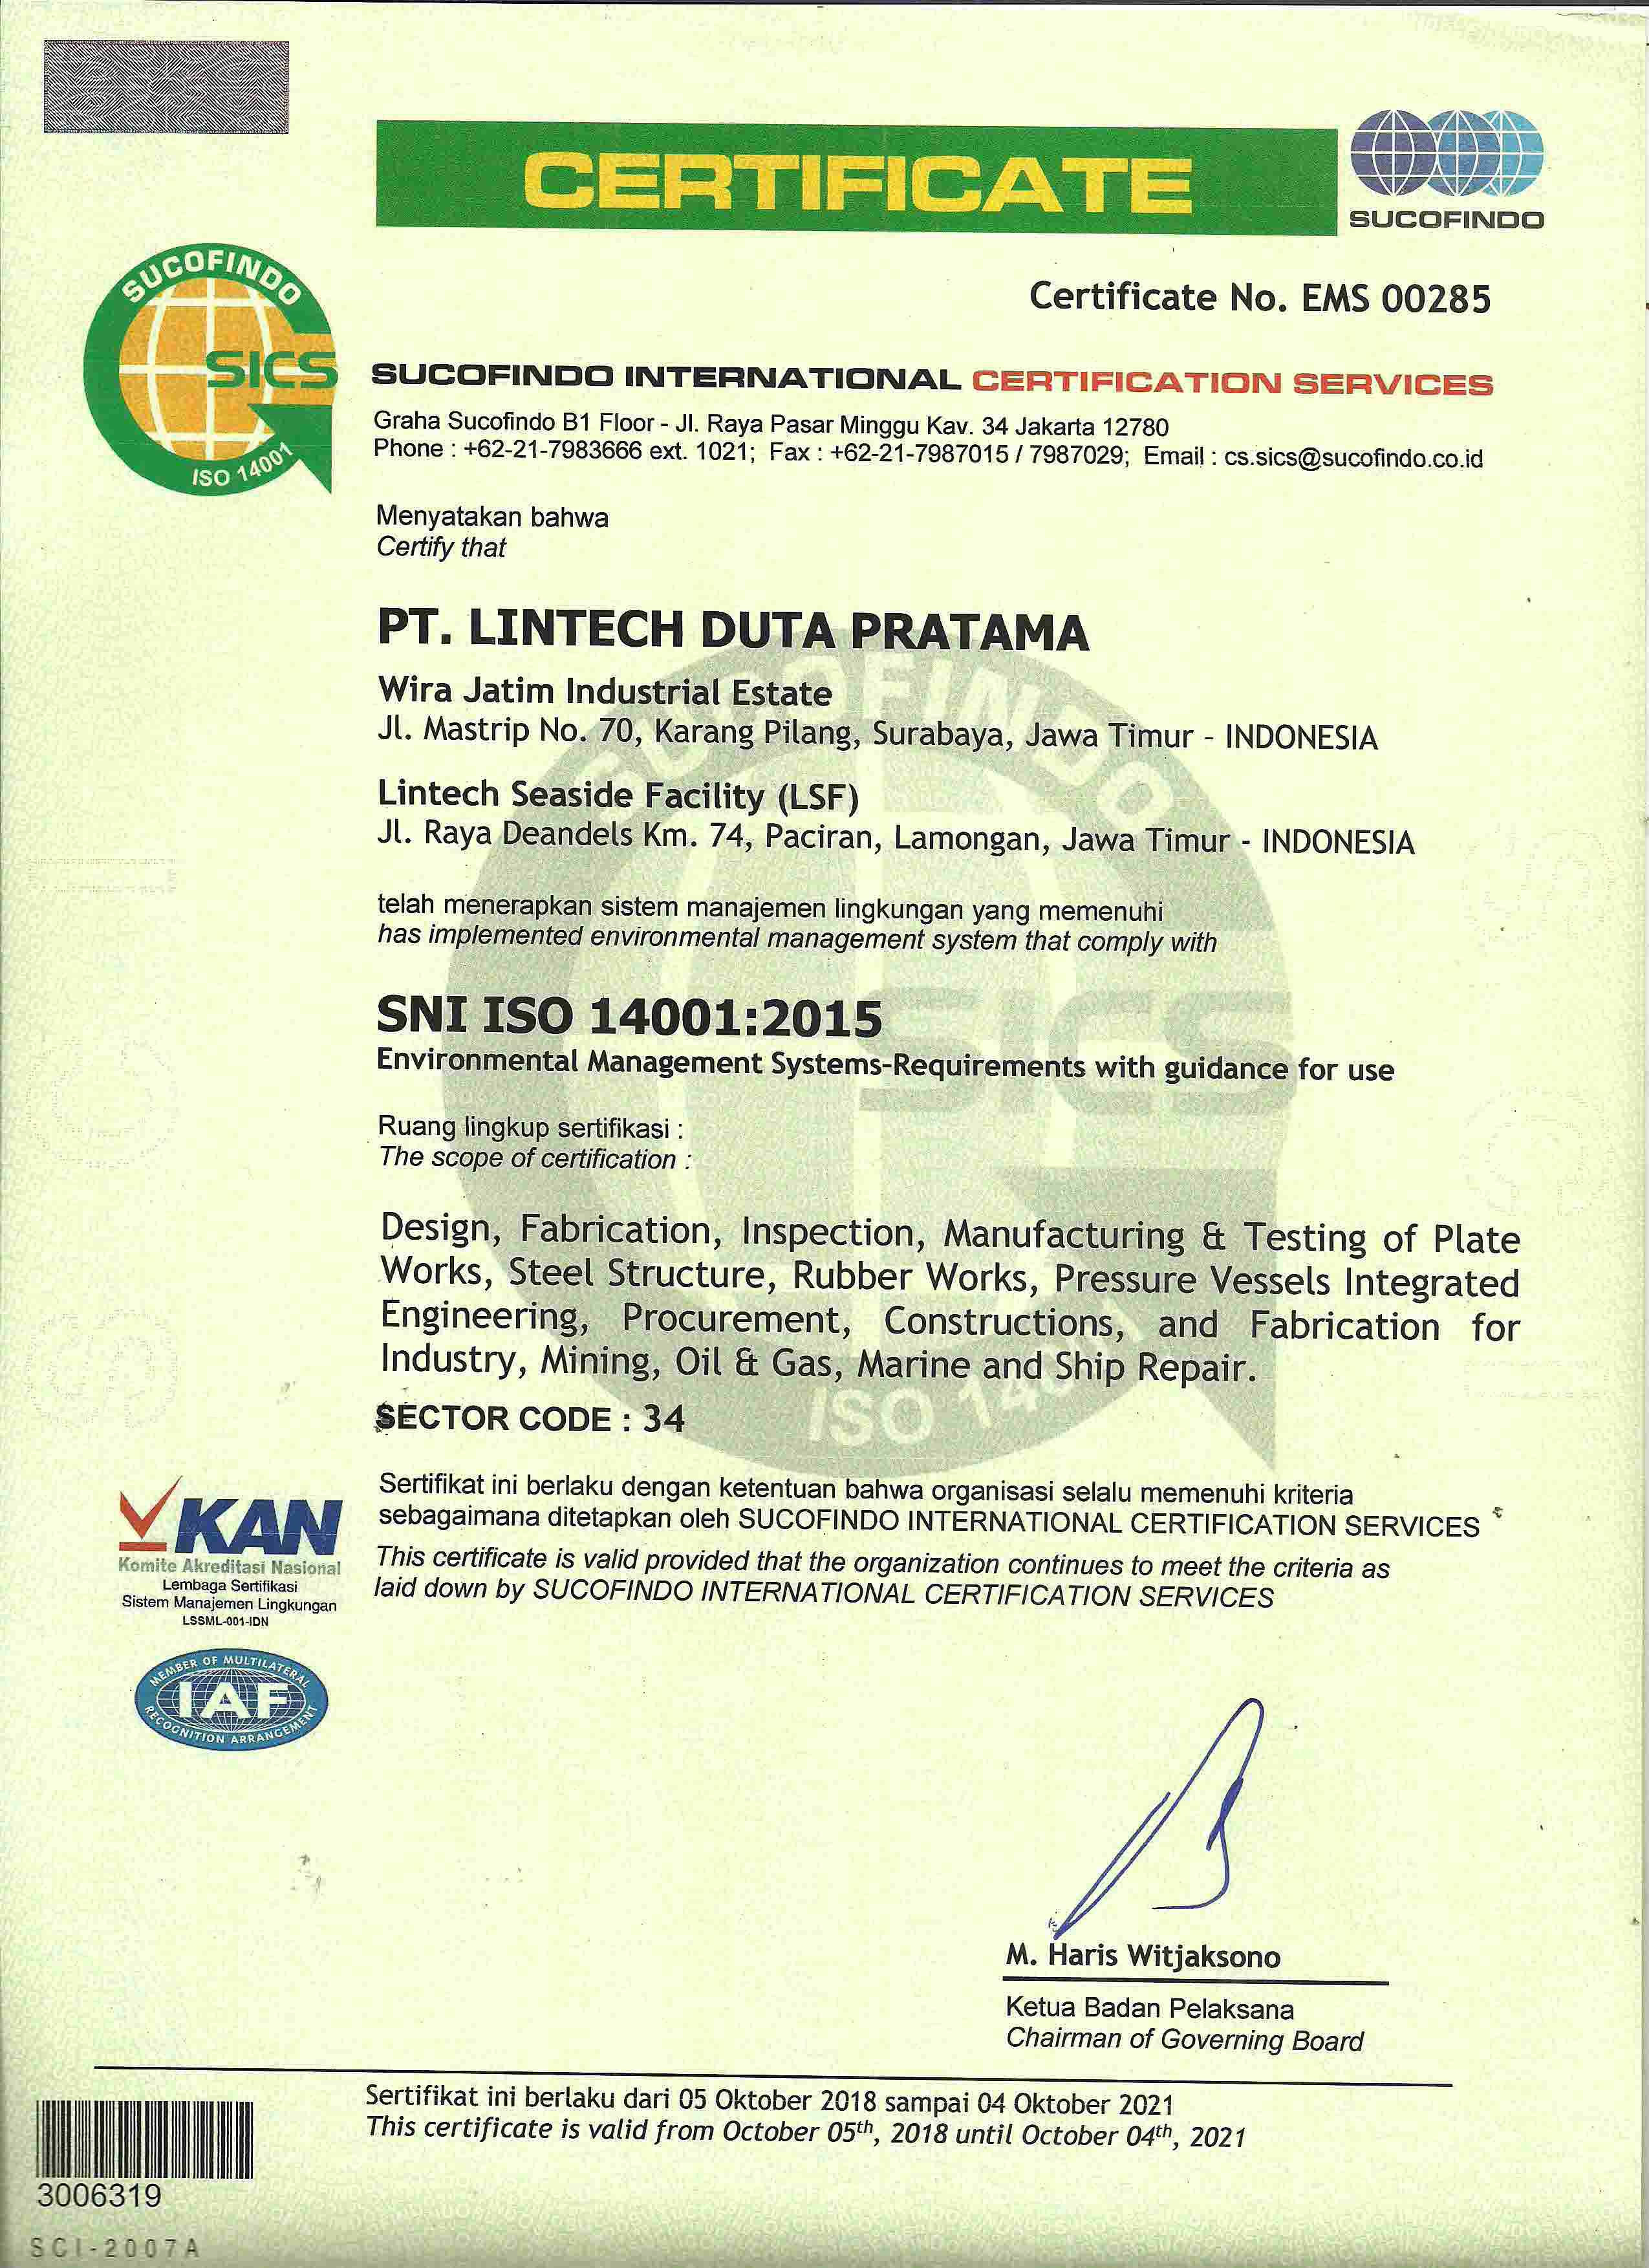 CERTIFICATE
SUCOFINDO
Certificate No. EMS 00285
SUCOFINDO
SICS
ISO 14001
SUCOFINDO INTERNATIONAL CERTIFICATION SERVICES
Graha Sucofindo B1 Floor - Jl. Raya Pasar Minggu Kav. 34 Jakarta 12780
Phone : +62-21-7983666 ext. 1021; Fax : +62-21-7987015 / 7987029; Email : cs.sics@sucofindo.co.id
Menyatakan bahwa
Certify that
PT. LINTECH DUTA PRATAMA
Wira Jatim Industrial Estate
Jl. Mastrip No. 70, Karang Pilang, Surabaya, Jawa Timur - INDONESIA
Lintech Seaside Facility (LSF)
Jl. Raya Deandels Km. 74, Paciran, Lamongan, Jawa Timur - INDONESIA
telah menerapkan sistem manajemen lingkungan yang memenuhi
has implemented environmental management system that comply with
SNI ISO 14001:2015
Environmental Management Systems-Requirements with guidance for use
Ruang lingkup sertifikasi :
The scope of certification :
Design, Fabrication, Inspection, Manufacturing & Testing of Plate
Works, Steel Structure, Rubber Works, Pressure Vessels Integrated
Engineering, Procurement, Constructions, and Fabrication for
Industry, Mining, Oil & Gas, Marine and Ship Repair.
SECTOR CODE : 34
Sertifikat ini berlaku dengan ketentuan bahwa organisasi selalu memenuhi kriteria
sebagaimana ditetapkan oleh SUCOFINDO INTERNATIONAL CERTIFICATION SERVICES
This certificate is valid provided that the organization continues to meet the criteria as
laid down by SUCOFINDO INTERNATIONAL CERTIFICATION SERVICES
KAN
Komite Akreditasi Nasional
Lembaga Sertifikasi
Sistem Manajemen Lingkungan
LSSML-001-IDN
MEMBER OF MULTILATERAL
IAF
RECOGNITION ARRANGEMENT
M. Haris Witjaksono
Ketua Badan Pelaksana
Chairman of Governing Board
Sertifikat ini berlaku dari 05 Oktober 2018 sampai 04 Oktober 2021
This certificate is valid from October 05th, 2018 until October 04th, 2021
3006319
SCI-2007A